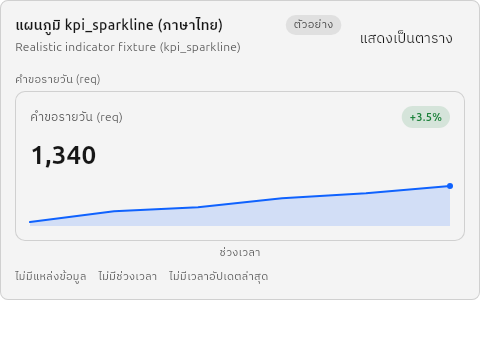 แผนภูมิ kpi_sparkline (ภาษาไทย)
ตัวอย่าง
แสดงเป็นตาราง
Realistic indicator fixture (kpi_sparkline)
คำขอรายวัน (req)
คำขอรายวัน (req)
+3.5%
1,340
ช่วงเวลา
ไม่มีแหล่งข้อมูล ไม่มีช่วงเวลา ไม่มีเวลาอัปเดตล่าสุด